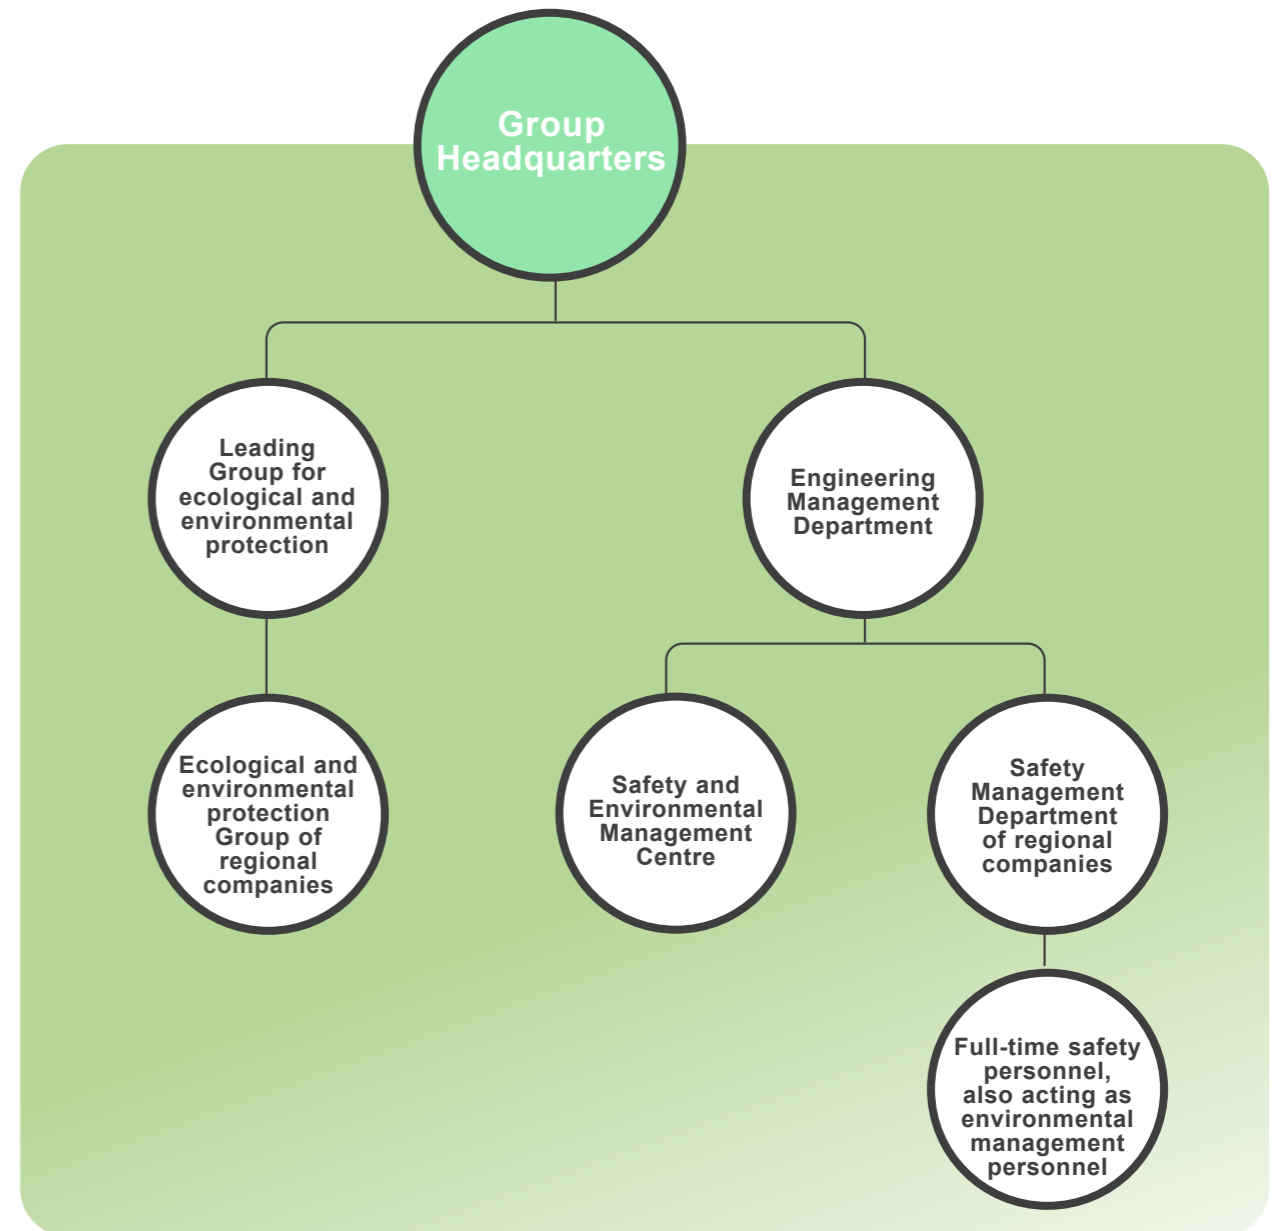 Group
Headquarters
Leading
Group for
ecological and
environmental
protection
Engineering
Management
Department
Ecological and
environmental
protection
Group of
regional
companies
Safety and
Environmental
Management
Centre
Safety
Management
Department
of regional
companies
Full-time safety
personnel,
also acting as
environmental
management
personnel